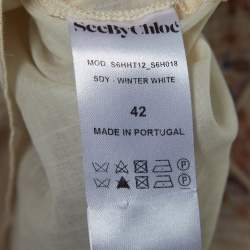 SeeByChloé
MOD. S6HHT12_S6H018
SDY - WINTER WHITE
42
MADE IN PORTUGAL